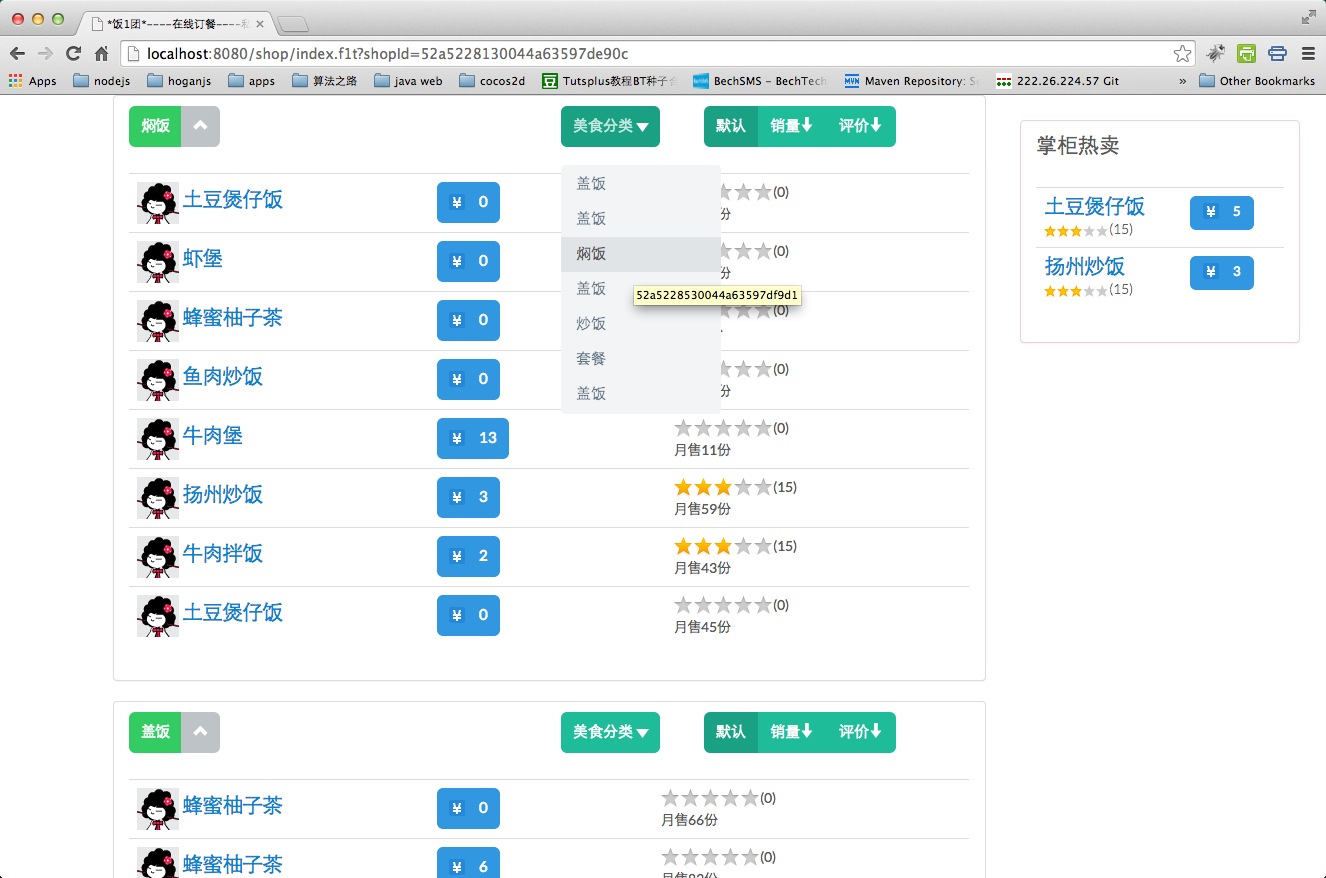 *饭1团*----在线订餐----
localhost:8080/shop/index.f1t?shopId=52a5228130044a63597de90c
Apps nodejs hoganjs apps 算法之路 java web cocos2d Tutsplus教程BT种子 BechSMS - BechTech Maven Repository: 222.26.224.57 Git » Other Bookmarks
焖饭 美食分类 默认 销量 评价
土豆煲仔饭 ¥ 0 (0)
份
虾堡 ¥ 0 (0)
份
蜂蜜柚子茶 ¥ 0 (0)
鱼肉炒饭 ¥ 0 (0)
份
牛肉堡 ¥ 13 (0)
月售11份
扬州炒饭 ¥ 3 (15)
月售59份
牛肉拌饭 ¥ 2 (15)
月售43份
土豆煲仔饭 ¥ 0 (0)
月售45份
盖饭
盖饭
焖饭
盖饭
52a5228530044a63597df9d1
炒饭
套餐
盖饭
掌柜热卖
土豆煲仔饭 ¥ 5
(15)
扬州炒饭 ¥ 3
(15)
盖饭 美食分类 默认 销量 评价
蜂蜜柚子茶 ¥ 0 (0)
月售66份
蜂蜜柚子茶 ¥ 6 (0)